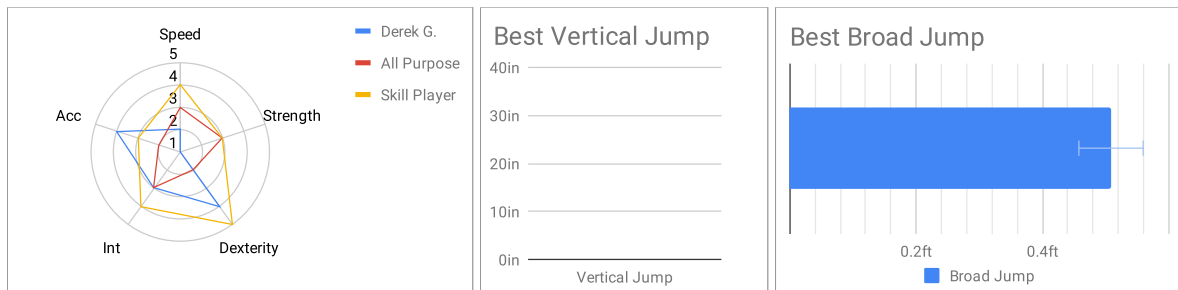 Speed
5
4
3
2
1
Acc
Strength
Int
Dexterity
Derek G.
All Purpose
Skill Player
Best Vertical Jump
40in
30in
20in
10in
0in
Vertical Jump
Best Broad Jump
0.2ft
0.4ft
Broad Jump